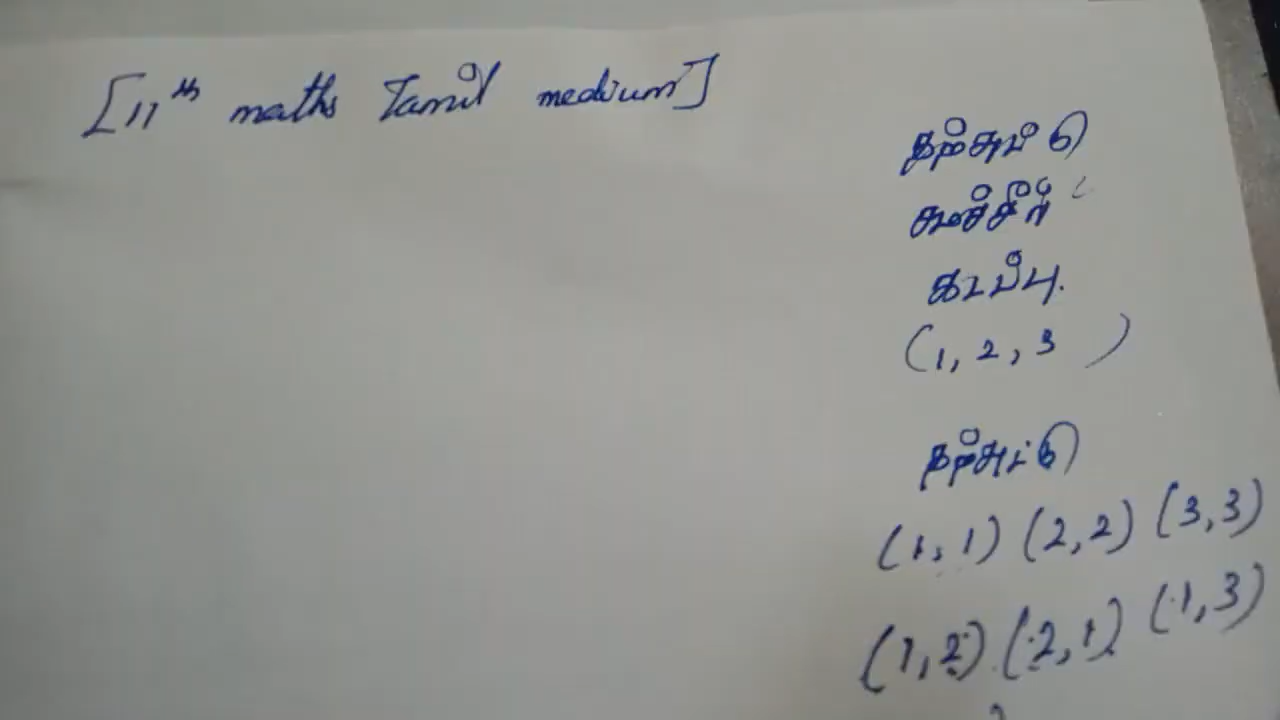 [11th maths Tamil medium]
தற்சுட்டு
சமச்சீர்
கடப்பு.
(1, 2, 3 )
தற்சுட்டு
(1, 1) (2, 2) (3, 3)
(1, 2) (2, 1) (1, 3)